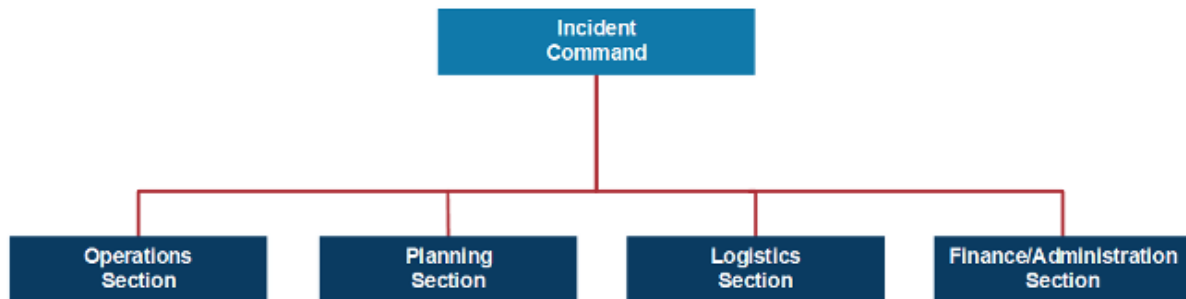 Incident
Command
Operations
Section
Planning
Section
Logistics
Section
Finance/Administration
Section